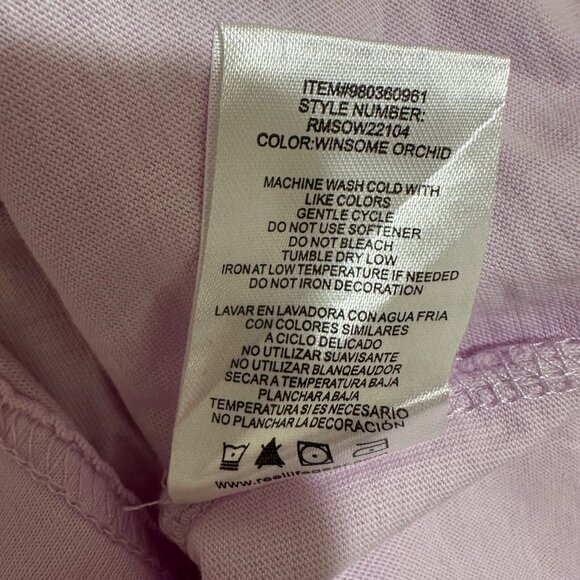 ITEM#980360961
STYLE NUMBER:
RMSOW22104
COLOR:WINSOME ORCHID
MACHINE WASH COLD WITH
LIKE COLORS
GENTLE CYCLE
DO NOT USE SOFTENER
DO NOT BLEACH
TUMBLE DRY LOW
IRON AT LOW TEMPERATURE IF NEEDED
DO NOT IRON DECORATION
LAVAR EN LAVADORA CON AGUA FRIA
CON COLORES SIMILARES
A CICLO DELICADO
NO UTILIZAR SUAVISANTE
NO UTILIZAR BLANQEAUDOR
SECAR A TEMPERATURA BAJA
PLANCHAR A BAJA
TEMPERATURA SI ES NECESARIO
NO PLANCHAR LA DECORACIÓN